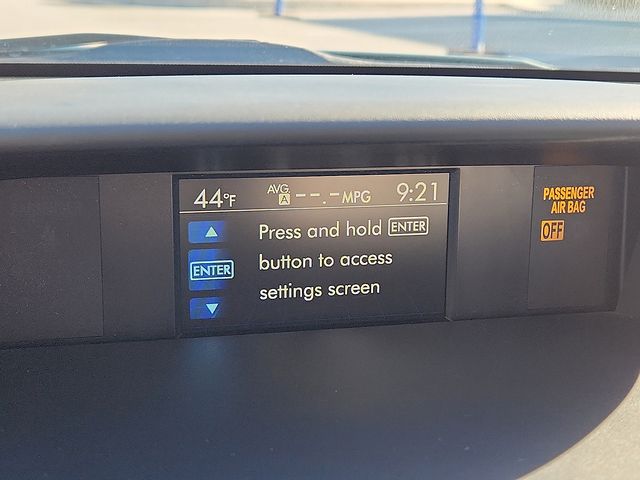 44°F AVG. A --.- MPG 9:21
Press and hold ENTER
button to access
settings screen
ENTER
PASSENGER
AIR BAG
OFF